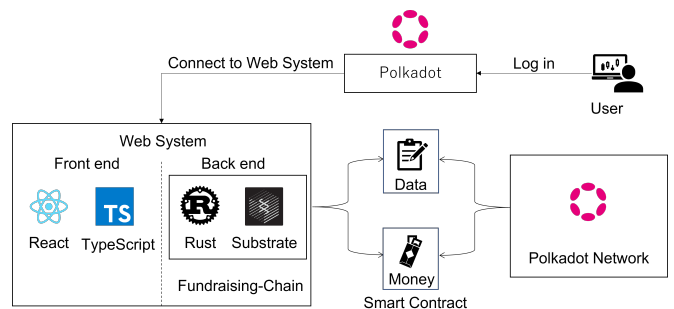 Connect to Web System
Polkadot
Log in
User
Web System
Front end
Back end
TS
R
React
TypeScript
Rust
Substrate
Fundraising-Chain
Data
Money
Smart Contract
Polkadot Network